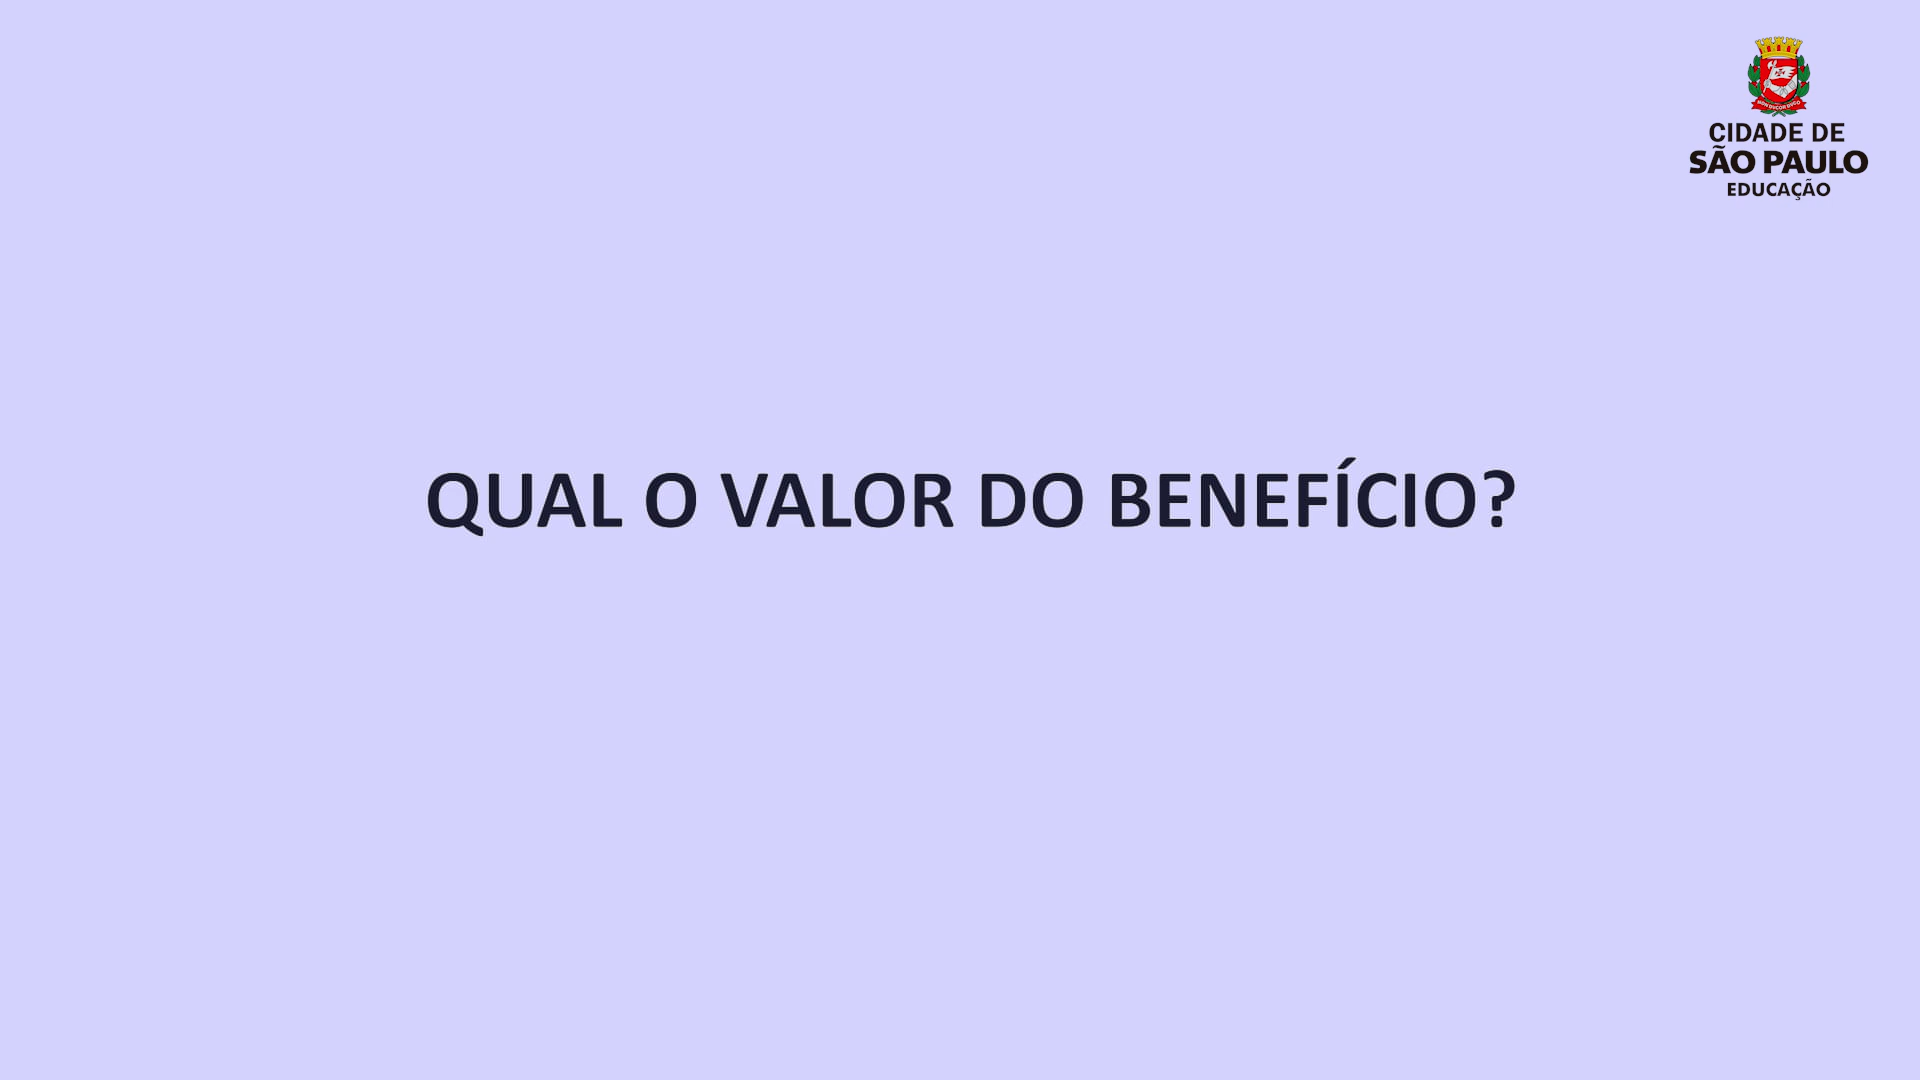 CIDADE DE
SÃO PAULO
EDUCAÇÃO
QUAL O VALOR DO BENEFÍCIO?